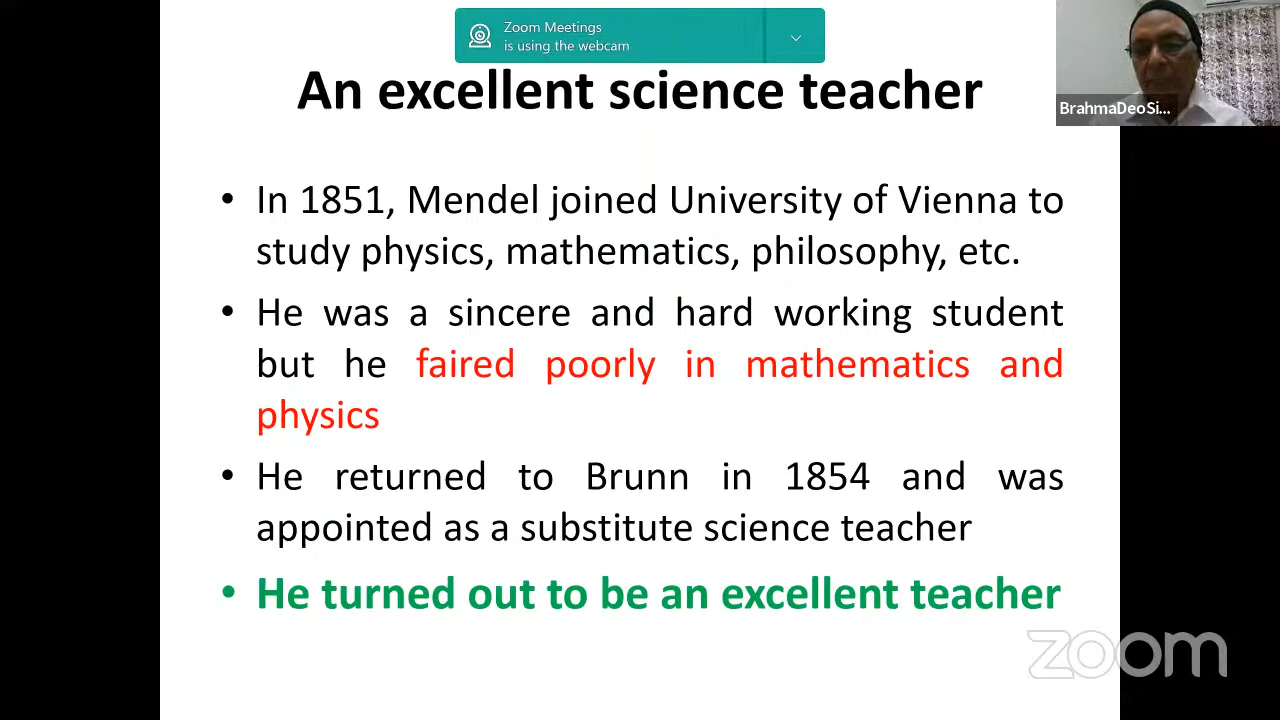 Zoom Meetings
is using the webcam
An excellent science teacher
BrahmaDeoSi...
• In 1851, Mendel joined University of Vienna to
study physics, mathematics, philosophy, etc.
• He was a sincere and hard working student
but he faired poorly in mathematics and
physics
• He returned to Brunn in 1854 and was
appointed as a substitute science teacher
• He turned out to be an excellent teacher
zoom